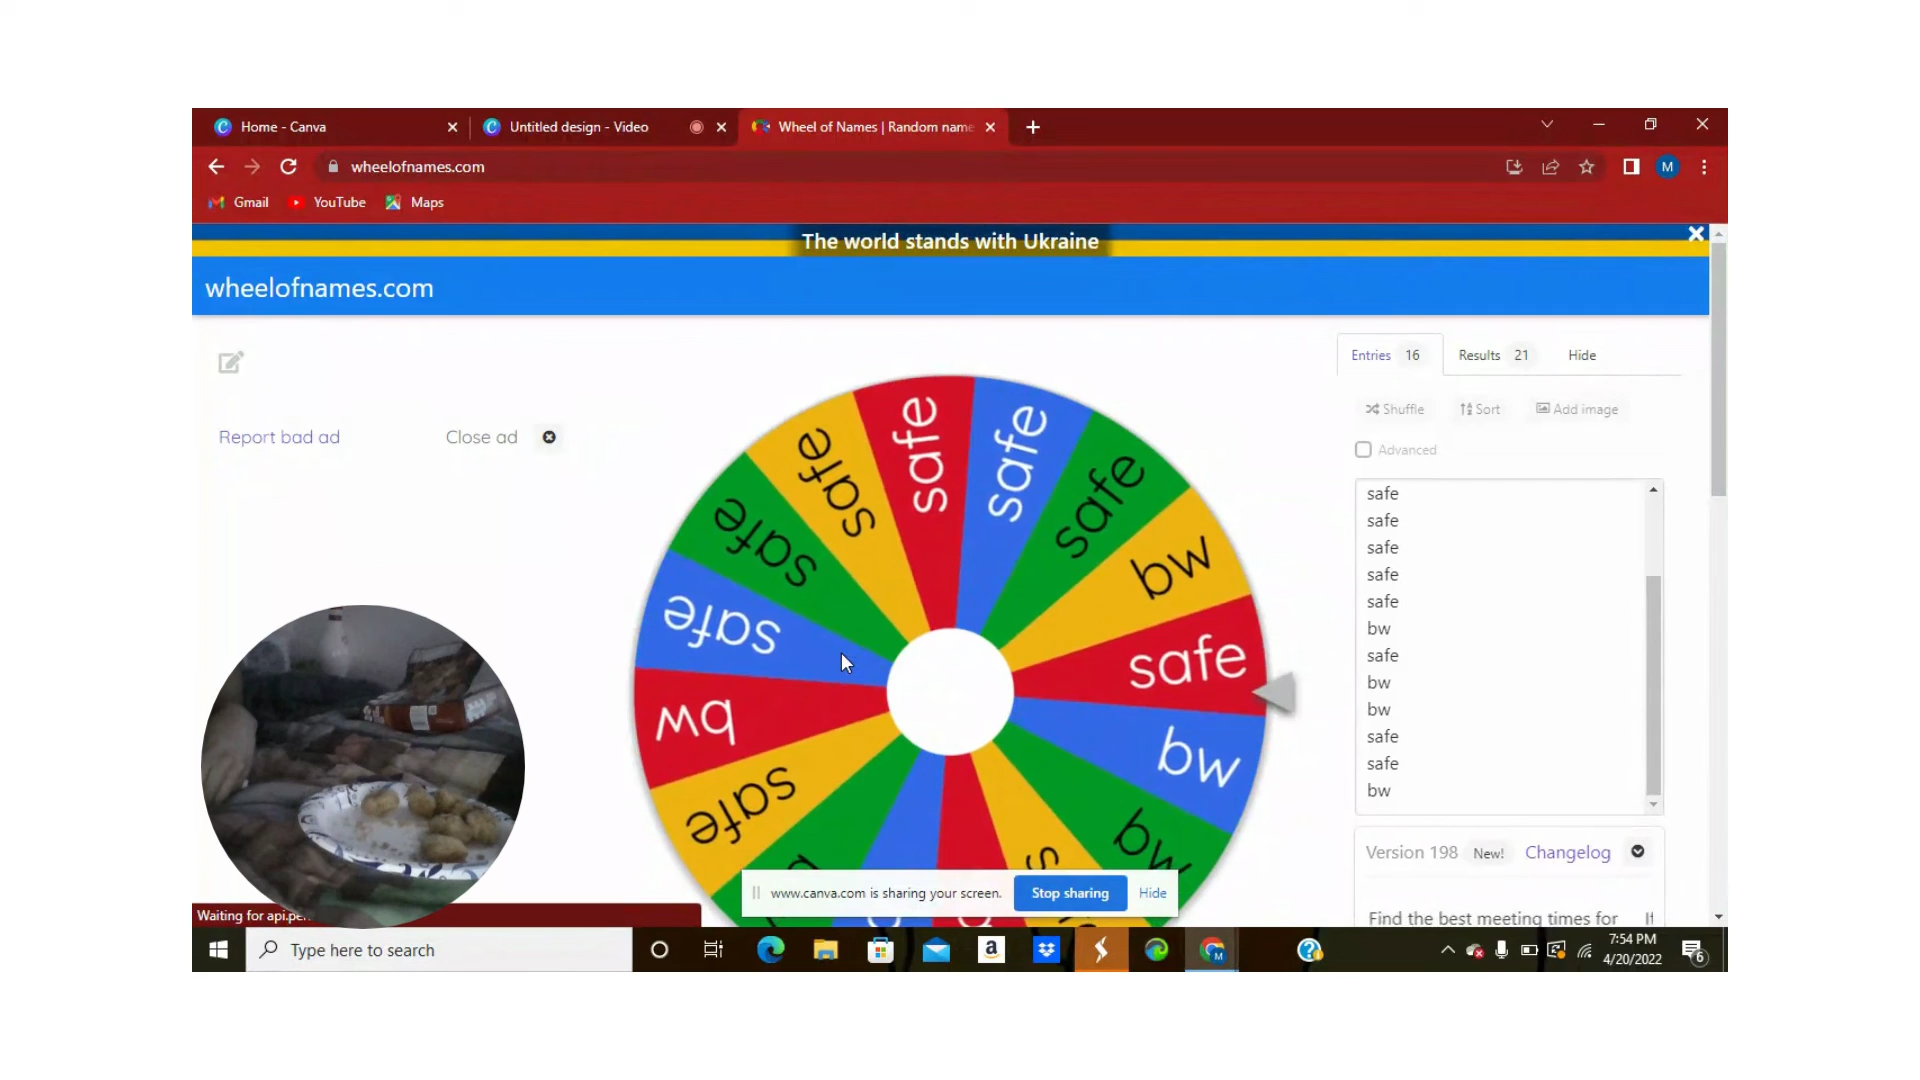 Home - Canva
Untitled design - Video
Wheel of Names | Random name
wheelofnames.com
Gmail
YouTube
Maps
The world stands with Ukraine
wheelofnames.com
Entries 16
Results 21
Hide
Shuffle
Sort
Add image
Report bad ad
Close ad
Advanced
safe
safe
safe
safe
safe
bw
safe
bw
bw
safe
safe
bw
safe
safe
safe
safe
safe
safe
bw
safe
bw
bw
bw
safe
Version 198 New! Changelog
Find the best meeting times for
www.canva.com is sharing your screen.
Stop sharing
Hide
Waiting for api.pe
Type here to search
7:54 PM
4/20/2022
6